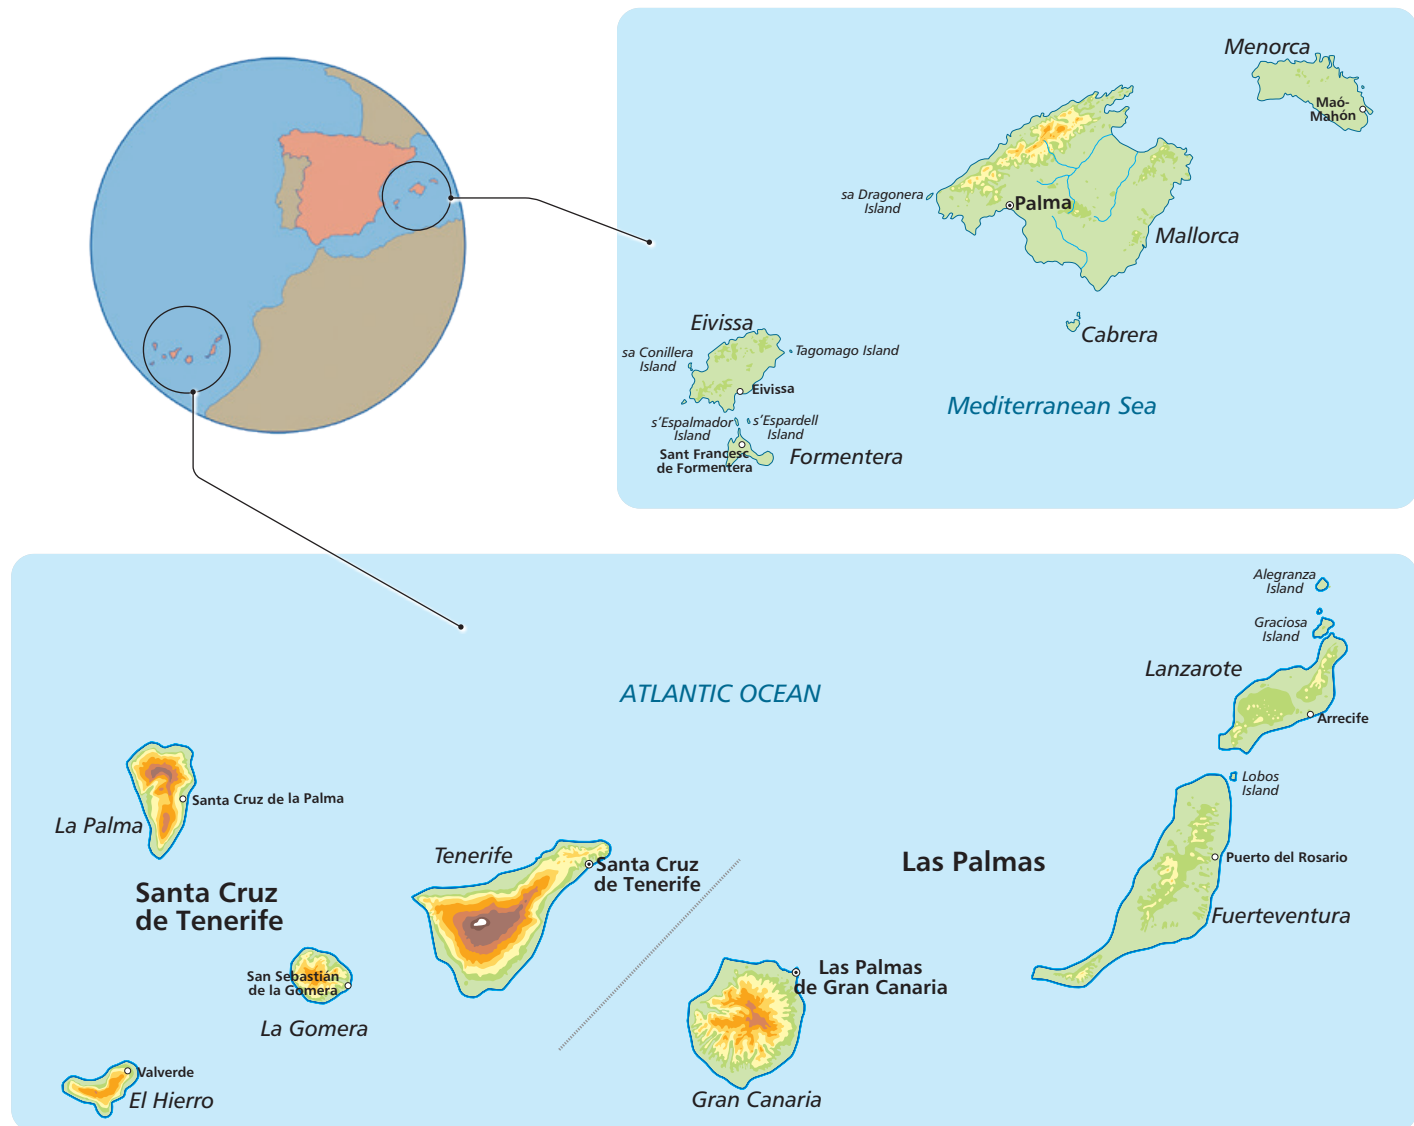 Menorca
Maó-
Mahón
sa Dragonera
Island
Palma
Mallorca
Cabrera
Eivissa
sa Conillera
Island
Tagomago Island
Eivissa
Mediterranean Sea
s’Espalmador
Island
s’Espardell
Island
Sant Francesc
de Formentera
Formentera
Alegranza
Island
Graciosa
Island
Lanzarote
Arrecife
ATLANTIC OCEAN
Lobos
Island
Santa Cruz de la Palma
La Palma
Tenerife
Santa Cruz
de Tenerife
Las Palmas
Puerto del Rosario
Fuerteventura
Santa Cruz
de Tenerife
San Sebastián
de la Gomera
La Gomera
Las Palmas
de Gran Canaria
Valverde
El Hierro
Gran Canaria